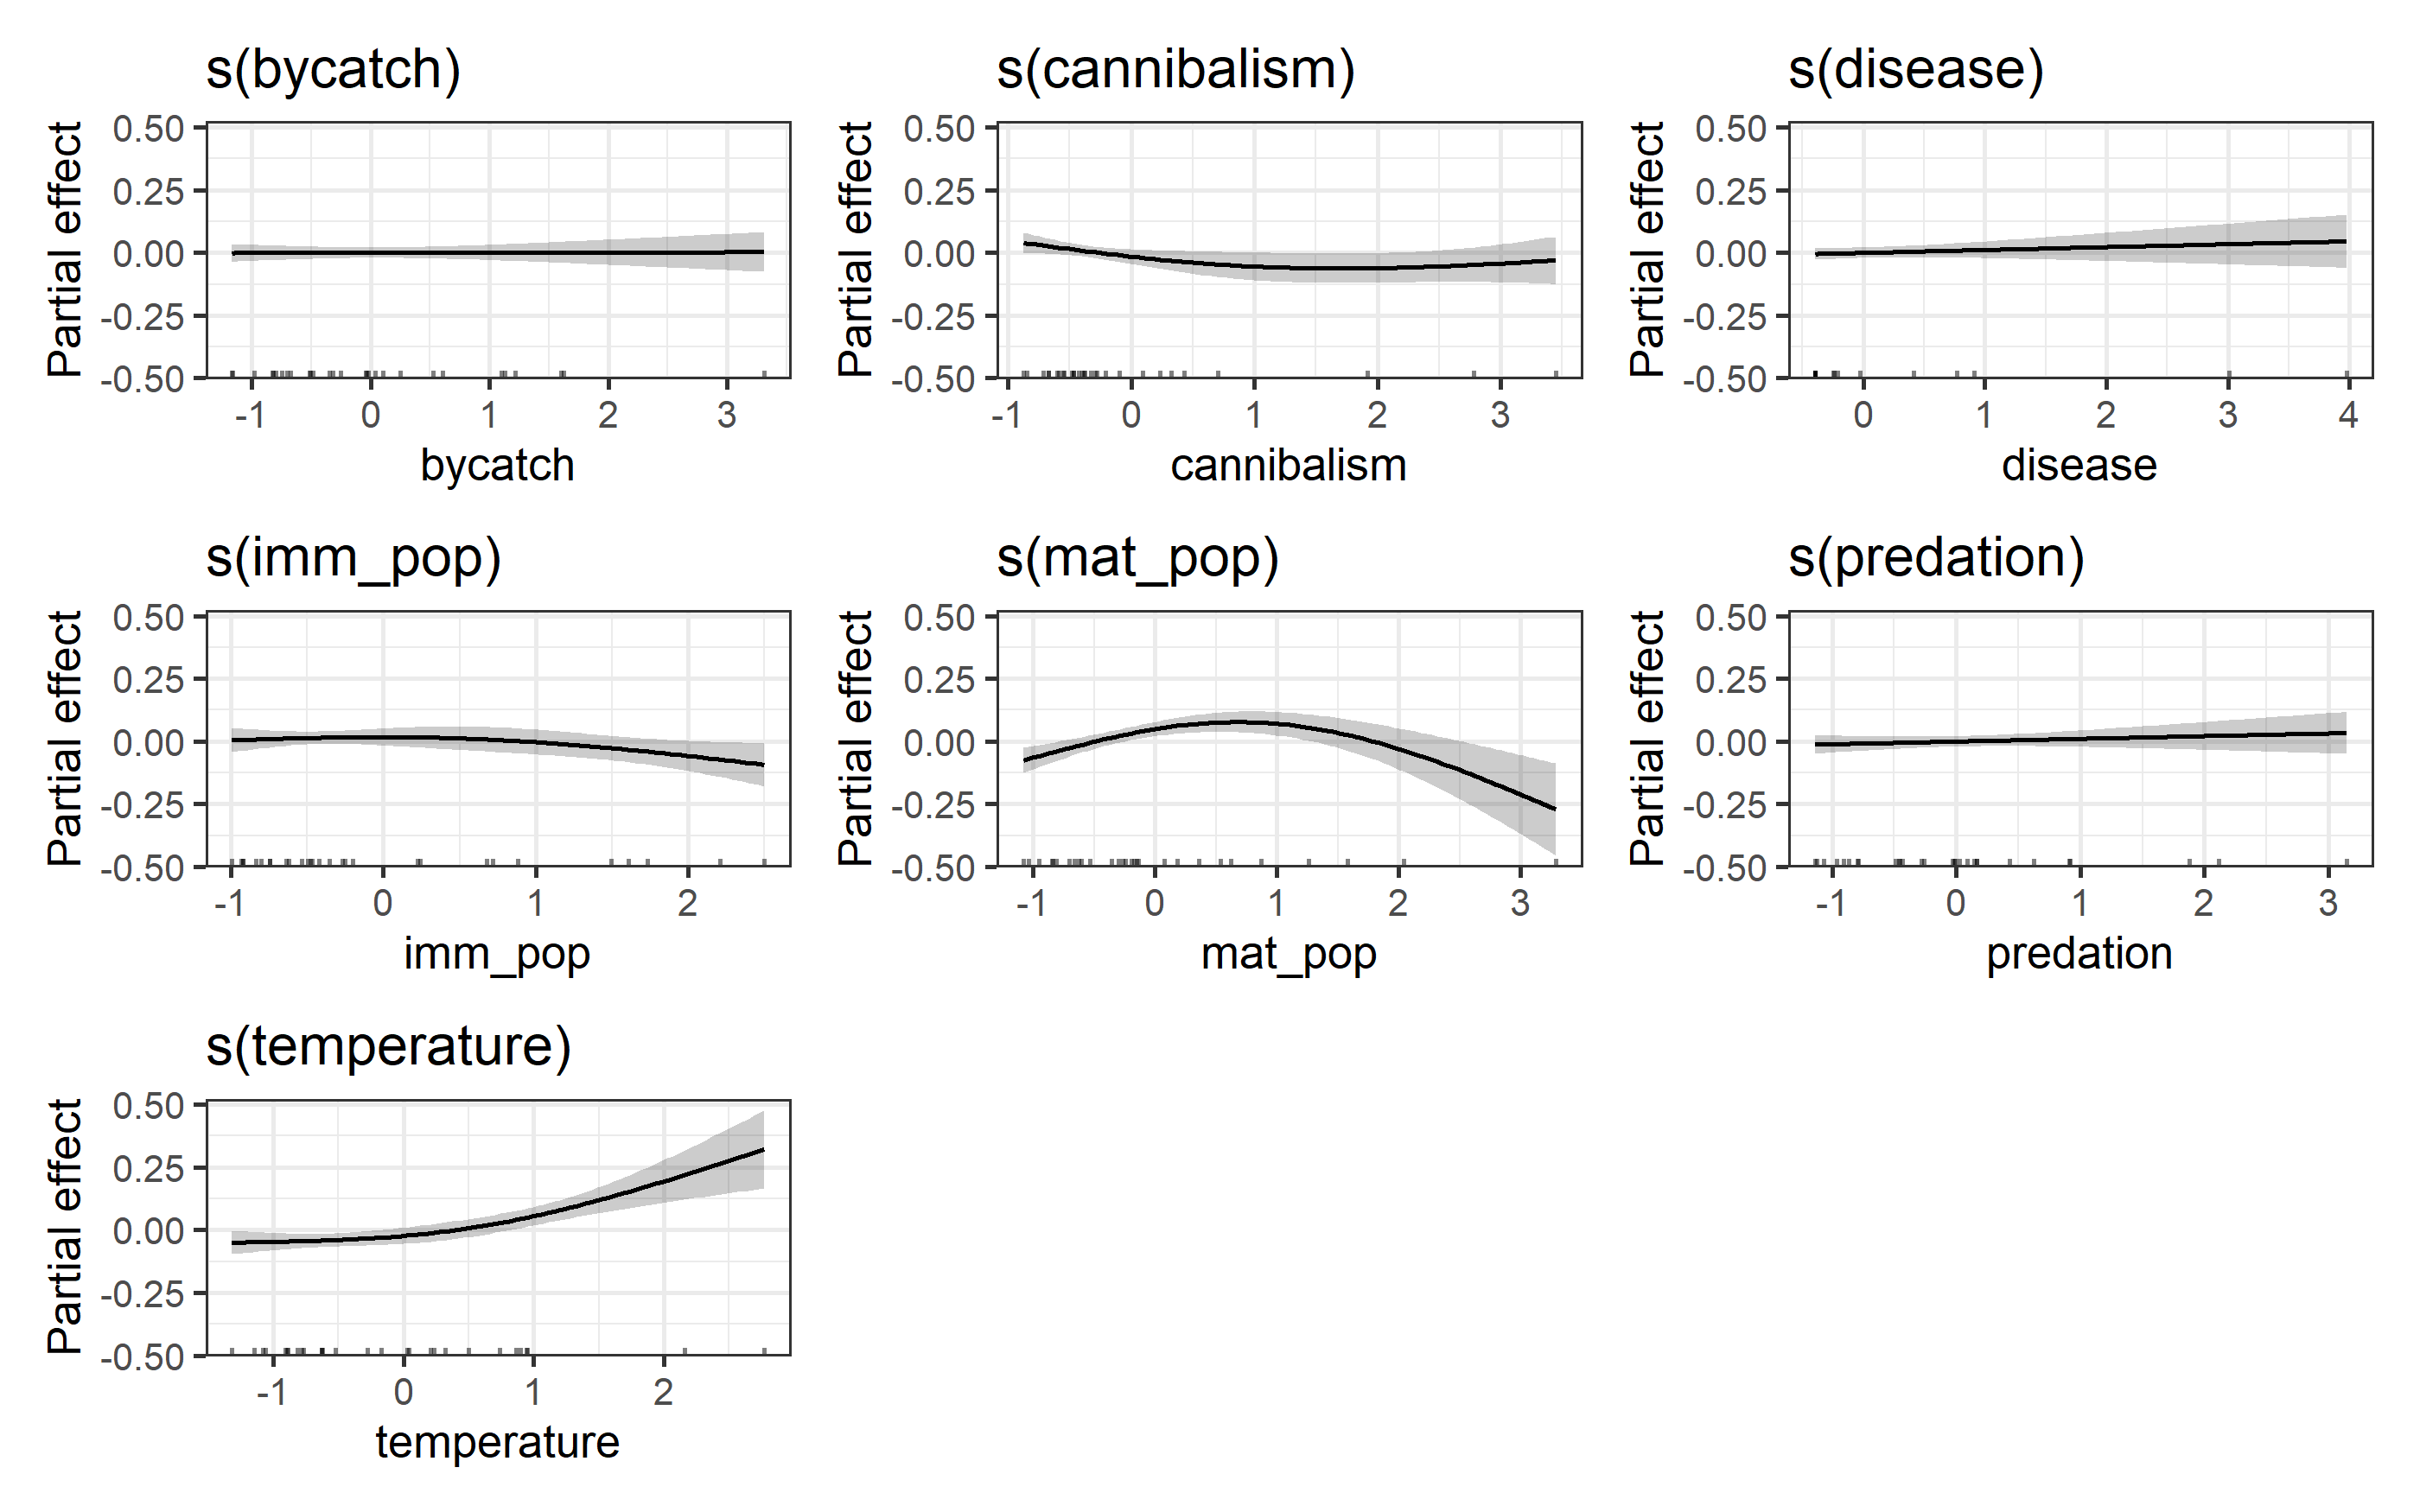 s(bycatch)
Partial effect
0.50
0.25
0.00
-0.25
-0.50
-1 0 1 2 3
bycatch
s(cannibalism)
Partial effect
0.50
0.25
0.00
-0.25
-0.50
-1 0 1 2 3
cannibalism
s(disease)
Partial effect
0.50
0.25
0.00
-0.25
-0.50
0 1 2 3 4
disease
s(imm_pop)
Partial effect
0.50
0.25
0.00
-0.25
-0.50
-1 0 1 2
imm_pop
s(mat_pop)
Partial effect
0.50
0.25
0.00
-0.25
-0.50
-1 0 1 2 3
mat_pop
s(predation)
Partial effect
0.50
0.25
0.00
-0.25
-0.50
-1 0 1 2 3
predation
s(temperature)
Partial effect
0.50
0.25
0.00
-0.25
-0.50
-1 0 1 2
temperature